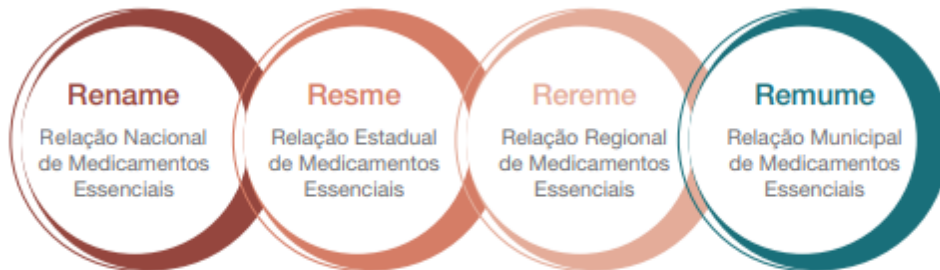 Rename
Relação Nacional
de Medicamentos
Essenciais
Resme
Relação Estadual
de Medicamentos
Essenciais
Rereme
Relação Regional
de Medicamentos
Essenciais
Remume
Relação Municipal
de Medicamentos
Essenciais